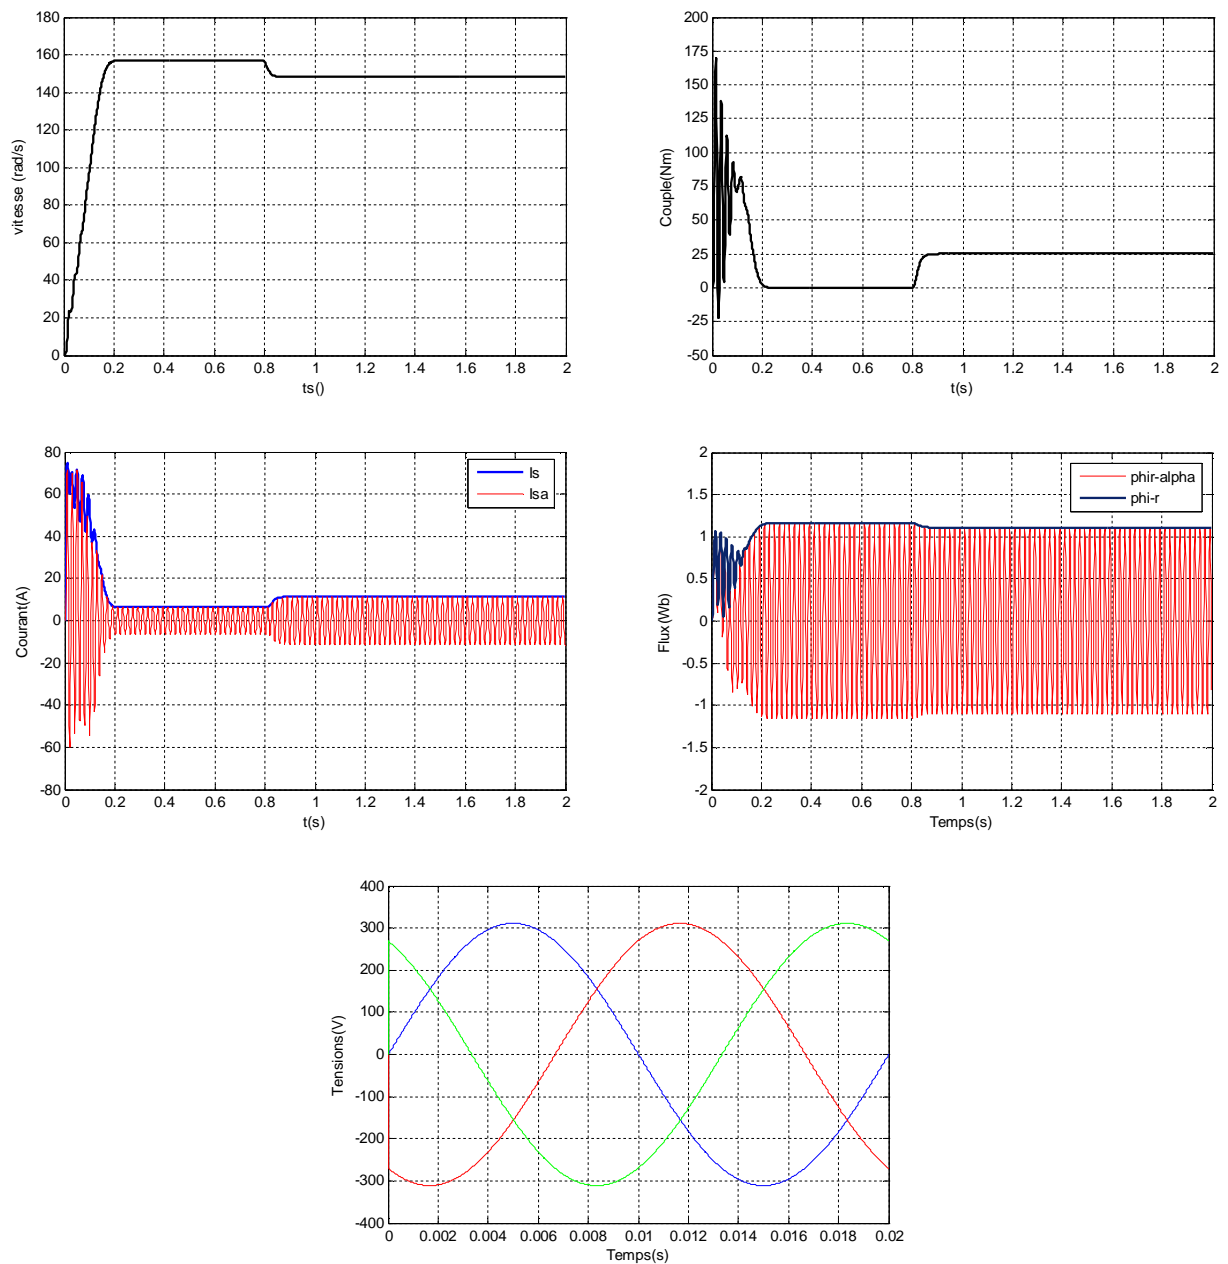 vitesse (rad/s)
180
160
140
120
100
80
60
40
20
0
0 0.2 0.4 0.6 0.8 1 1.2 1.4 1.6 1.8 2
ts()
Couple(Nm)
200
175
150
125
100
75
50
25
0
-25
-50
0 0.2 0.4 0.6 0.8 1 1.2 1.4 1.6 1.8 2
t(s)
Courant(A)
80
60
40
20
0
-20
-40
-60
-80
Is
Isa
0 0.2 0.4 0.6 0.8 1 1.2 1.4 1.6 1.8 2
t(s)
Flux(Wb)
2
1.5
1
0.5
0
-0.5
-1
-1.5
-2
phir-alpha
phi-r
0 0.2 0.4 0.6 0.8 1 1.2 1.4 1.6 1.8 2
Temps(s)
Tensions(V)
400
300
200
100
0
-100
-200
-300
-400
0 0.002 0.004 0.006 0.008 0.01 0.012 0.014 0.016 0.018 0.02
Temps(s)